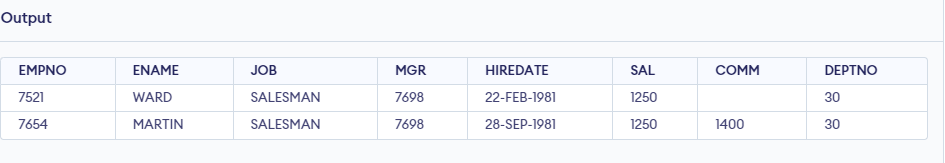 Output
EMPNO ENAME JOB MGR HIREDATE SAL COMM DEPTNO
7521 WARD SALESMAN 7698 22-FEB-1981 1250 30
7654 MARTIN SALESMAN 7698 28-SEP-1981 1250 1400 30